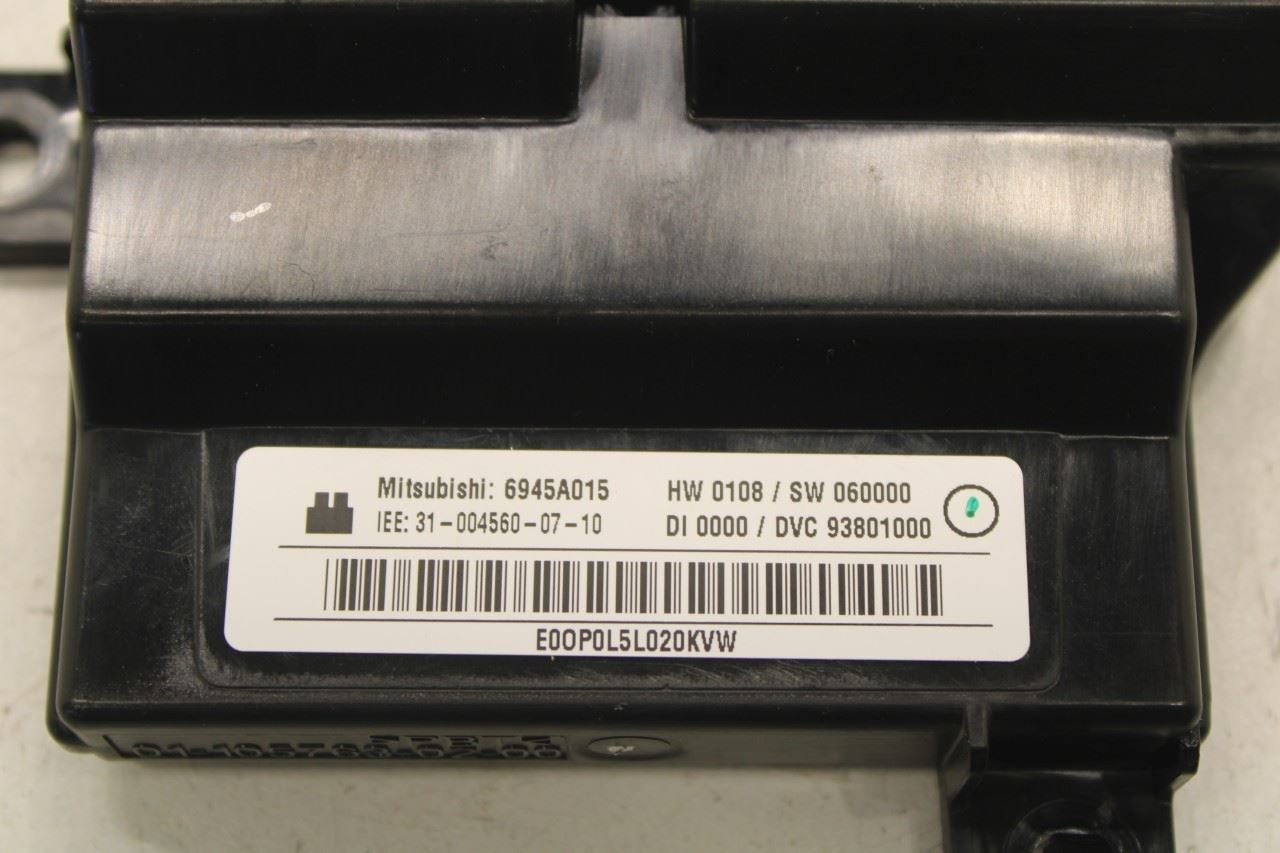 Mitsubishi: 6945A015
IEE: 31-004560-07-10
HW 0108 / SW 060000
DI 0000 / DVC 93801000
E0OP0L5L020KVW